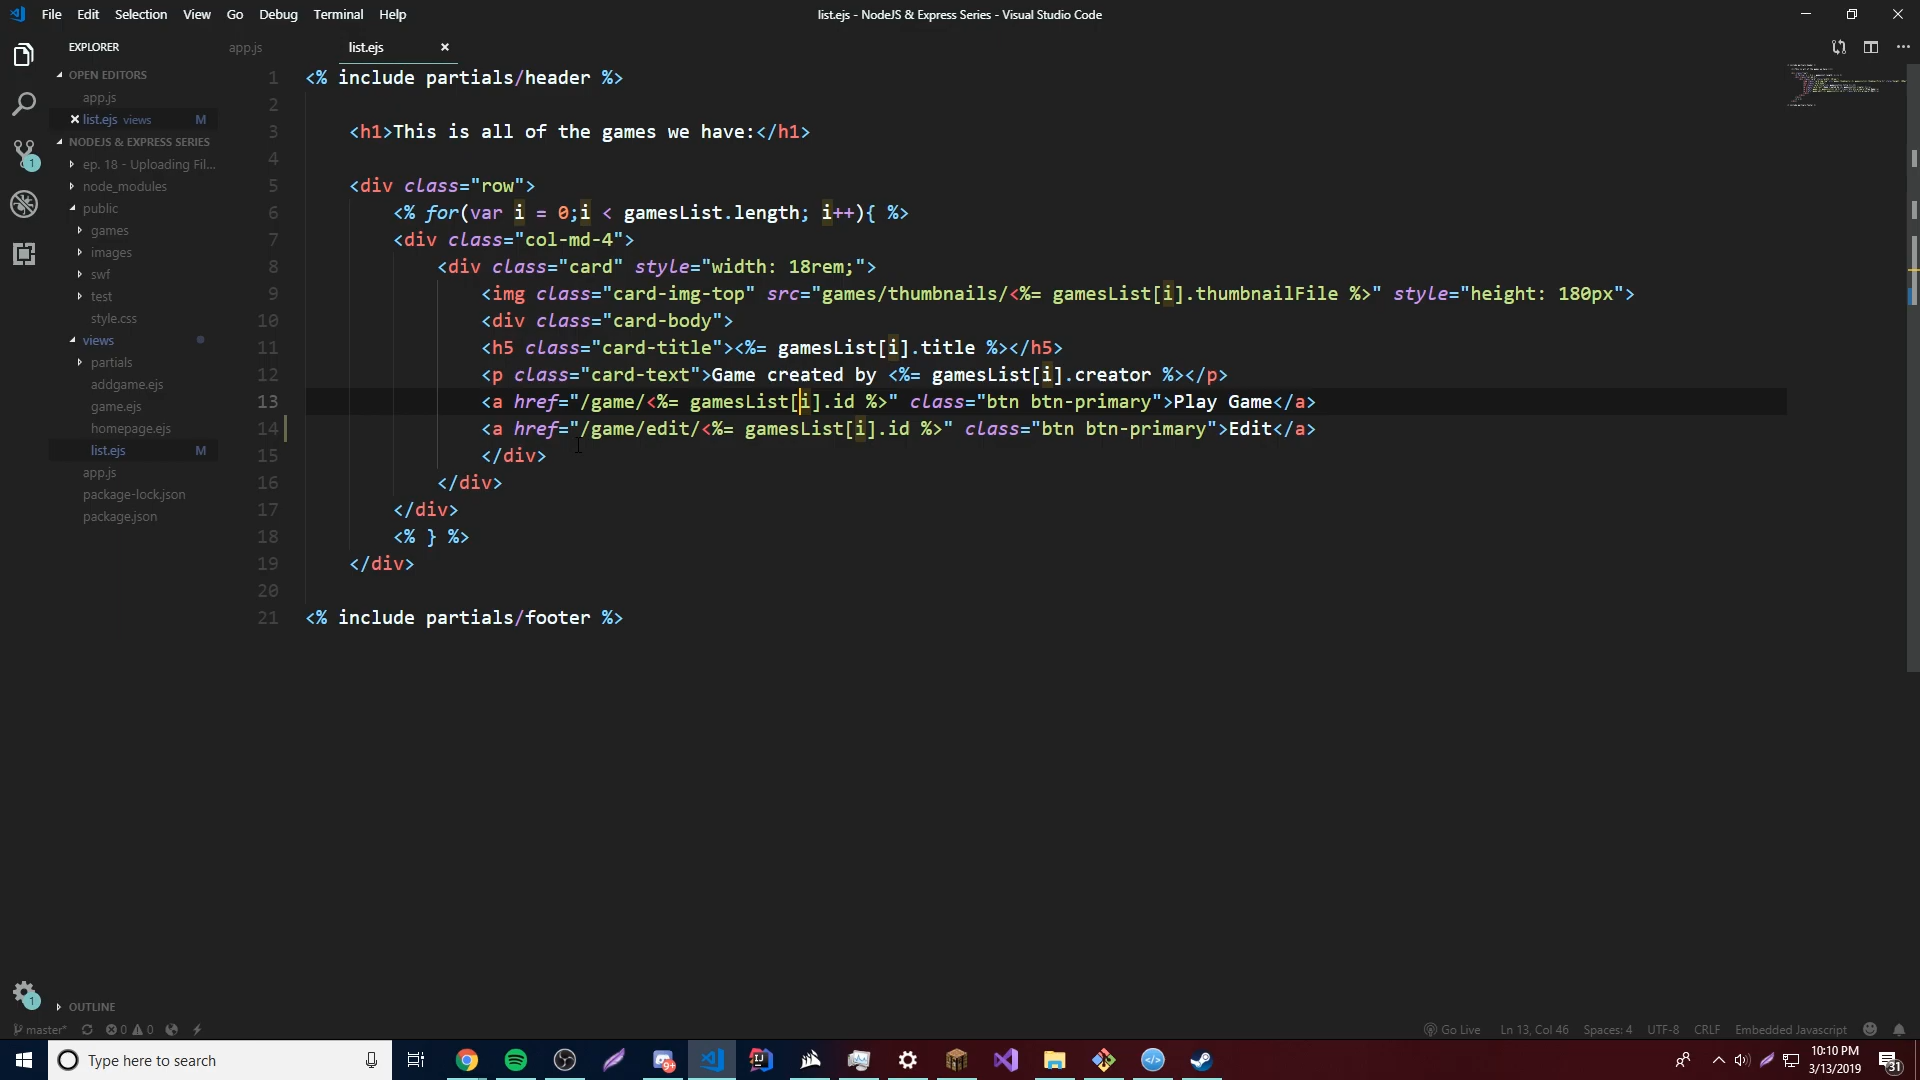 File Edit Selection View Go Debug Terminal Help
list.ejs - NodeJS & Express Series - Visual Studio Code
EXPLORER
app.js
list.ejs
OPEN EDITORS
app.js
list.ejs views M
NODEJS & EXPRESS SERIES
ep. 18 - Uploading Fil...
node_modules
public
games
images
swf
test
style.css
views
partials
addgame.ejs
game.ejs
homepage.ejs
list.ejs M
app.js
package-lock.json
package.json
OUTLINE
1 <% include partials/header %>
2
3 <h1>This is all of the games we have:</h1>
4
5 <div class="row">
6 <% for(var i = 0;i < gamesList.length; i++){ %>
7 <div class="col-md-4">
8 <div class="card" style="width: 18rem;">
9 <img class="card-img-top" src="games/thumbnails/<%= gamesList[i].thumbnailFile %>" style="height: 180px">
10 <div class="card-body">
11 <h5 class="card-title"><%= gamesList[i].title %></h5>
12 <p class="card-text">Game created by <%= gamesList[i].creator %></p>
13 <a href="/game/<%= gamesList[i].id %>" class="btn btn-primary">Play Game</a>
14 <a href="/game/edit/<%= gamesList[i].id %>" class="btn btn-primary">Edit</a>
15 </div>
16 </div>
17 </div>
18 <% } %>
19 </div>
20
21 <% include partials/footer %>
1
1
master* 0 0
Go Live Ln 13, Col 46 Spaces: 4 UTF-8 CRLF Embedded Javascript
Type here to search
9+
10:10 PM
3/13/2019
31